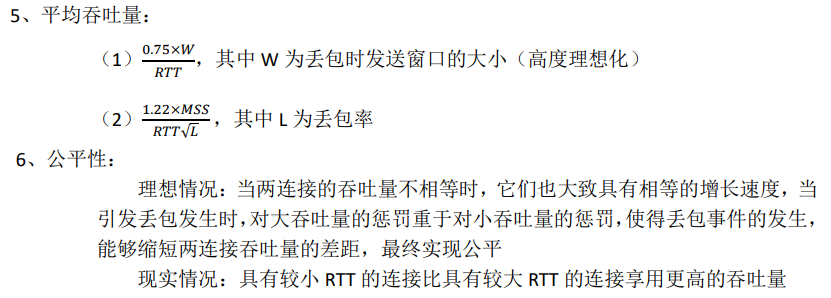 5、平均吞吐量：
（1）0.75×W/RTT，其中 W 为丢包时发送窗口的大小（高度理想化）
（2）1.22×MSS/RTT√L，其中 L 为丢包率
6、公平性：
理想情况：当两连接的吞吐量不相等时，它们也大致具有相等的增长速度，当
引发丢包发生时，对大吞吐量的惩罚重于对小吞吐量的惩罚，使得丢包事件的发生，
能够缩短两连接吞吐量的差距，最终实现公平
现实情况：具有较小 RTT 的连接比具有较大 RTT 的连接享用更高的吞吐量